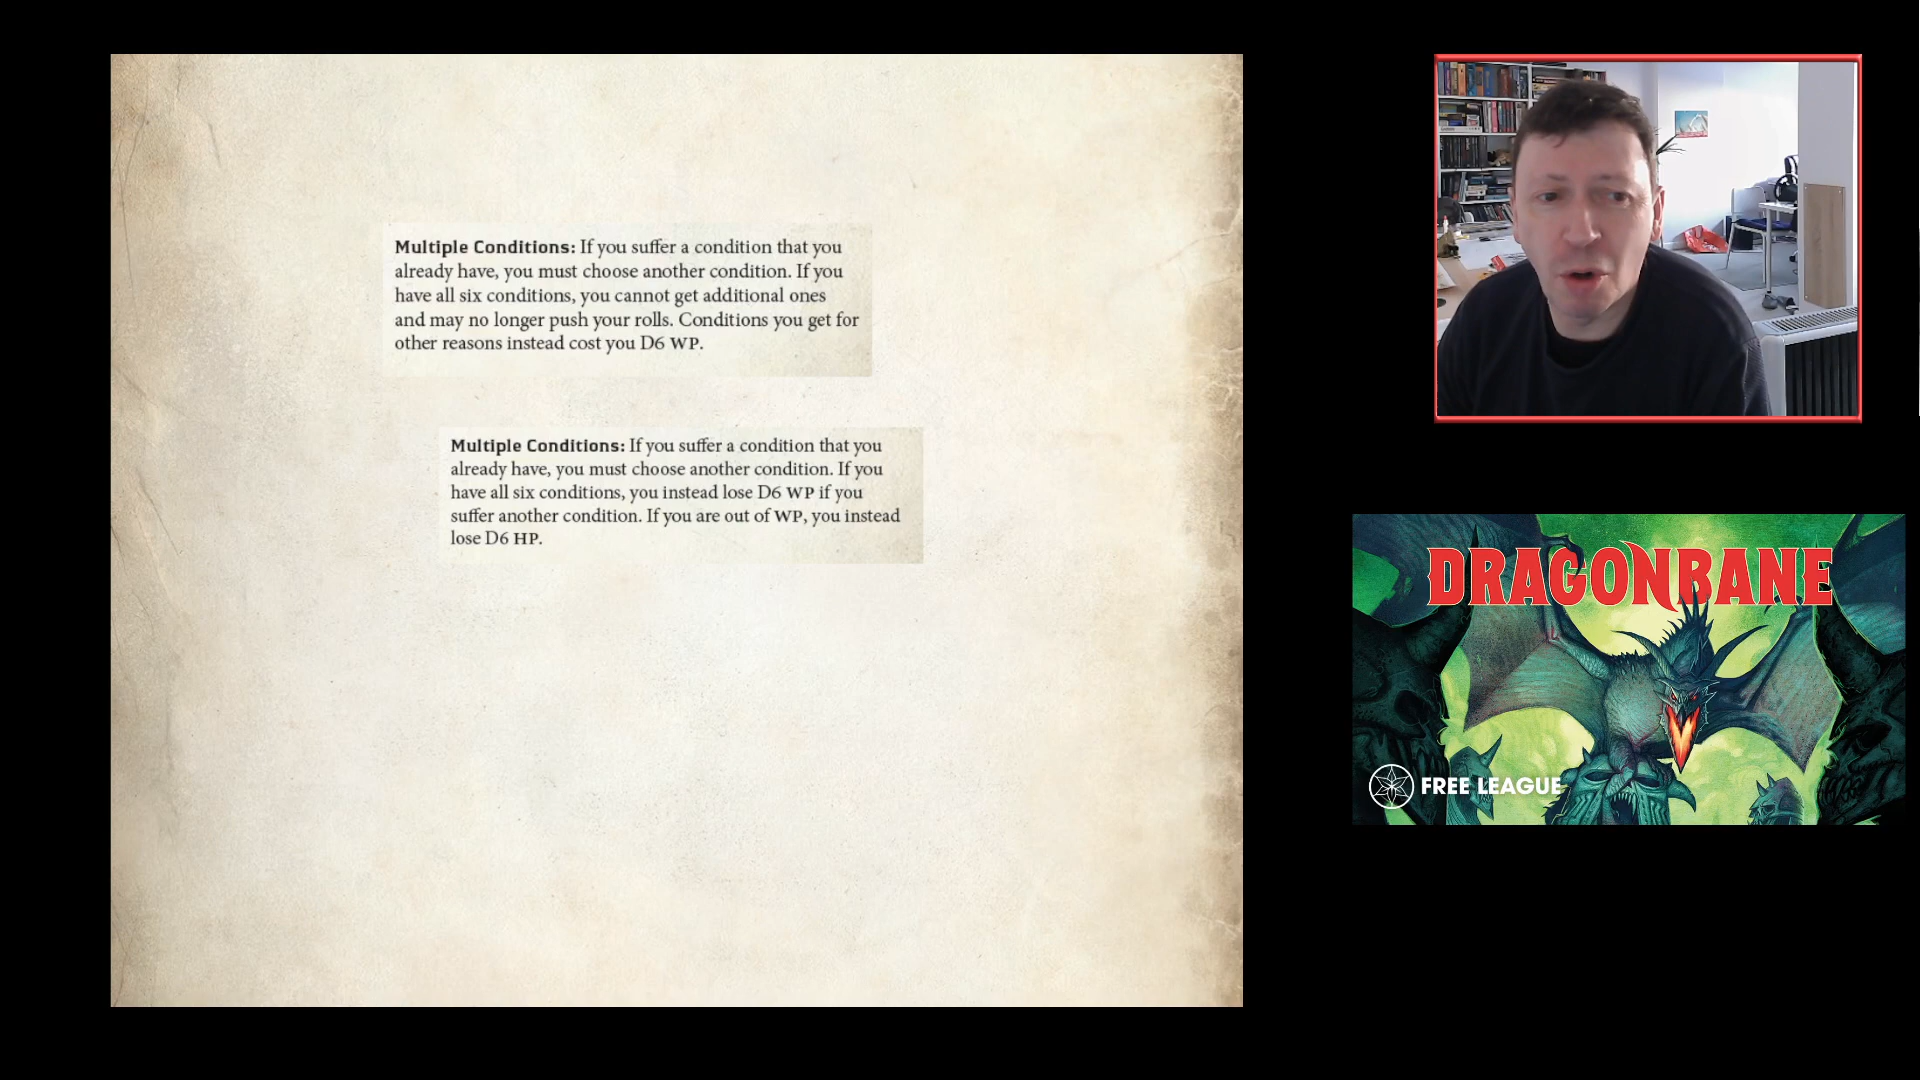 Multiple Conditions: If you suffer a condition that you
already have, you must choose another condition. If you
have all six conditions, you cannot get additional ones
and may no longer push your rolls. Conditions you get for
other reasons instead cost you D6 WP.
Multiple Conditions: If you suffer a condition that you
already have, you must choose another condition. If you
have all six conditions, you instead lose D6 WP if you
suffer another condition. If you are out of WP, you instead
lose D6 HP.
DRAGONBANE
FREE LEAGUE